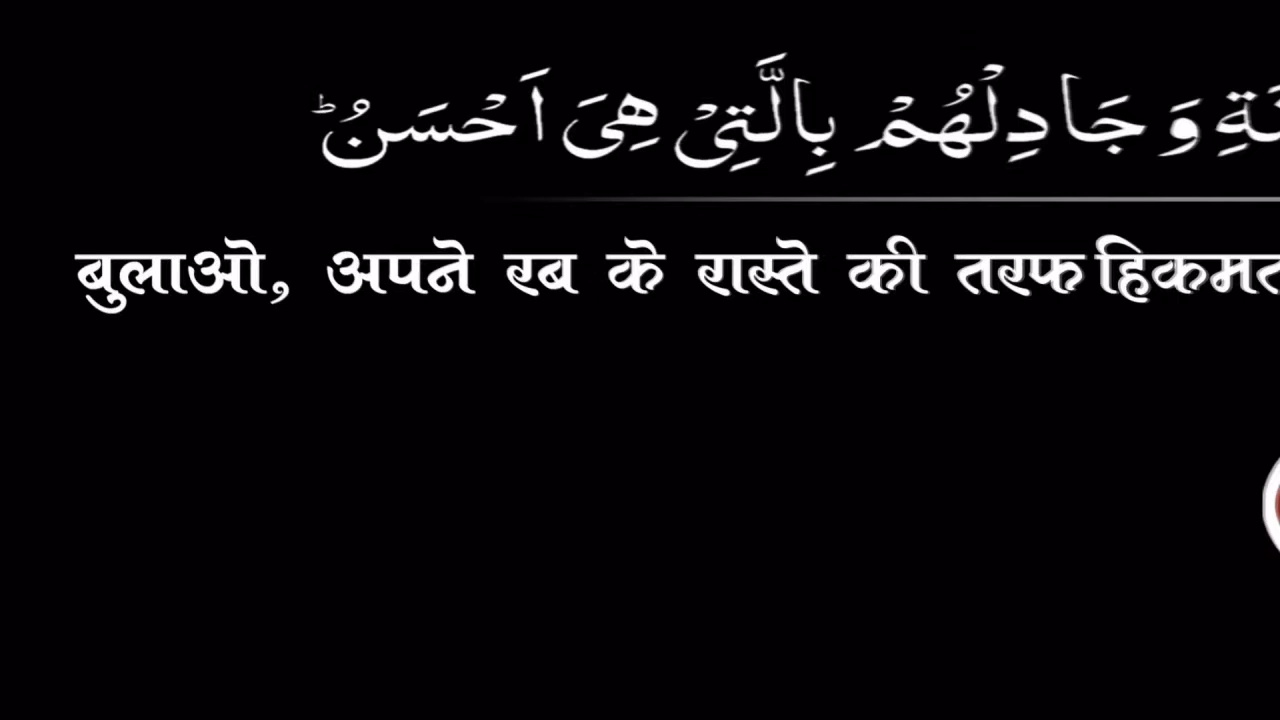 وَ جَادِلْهُمْ بِالَّتِيْ هِيَ اَحْسَنُ ؕ
बुलाओ, अपने रब के रास्ते की तरफ हिकमत